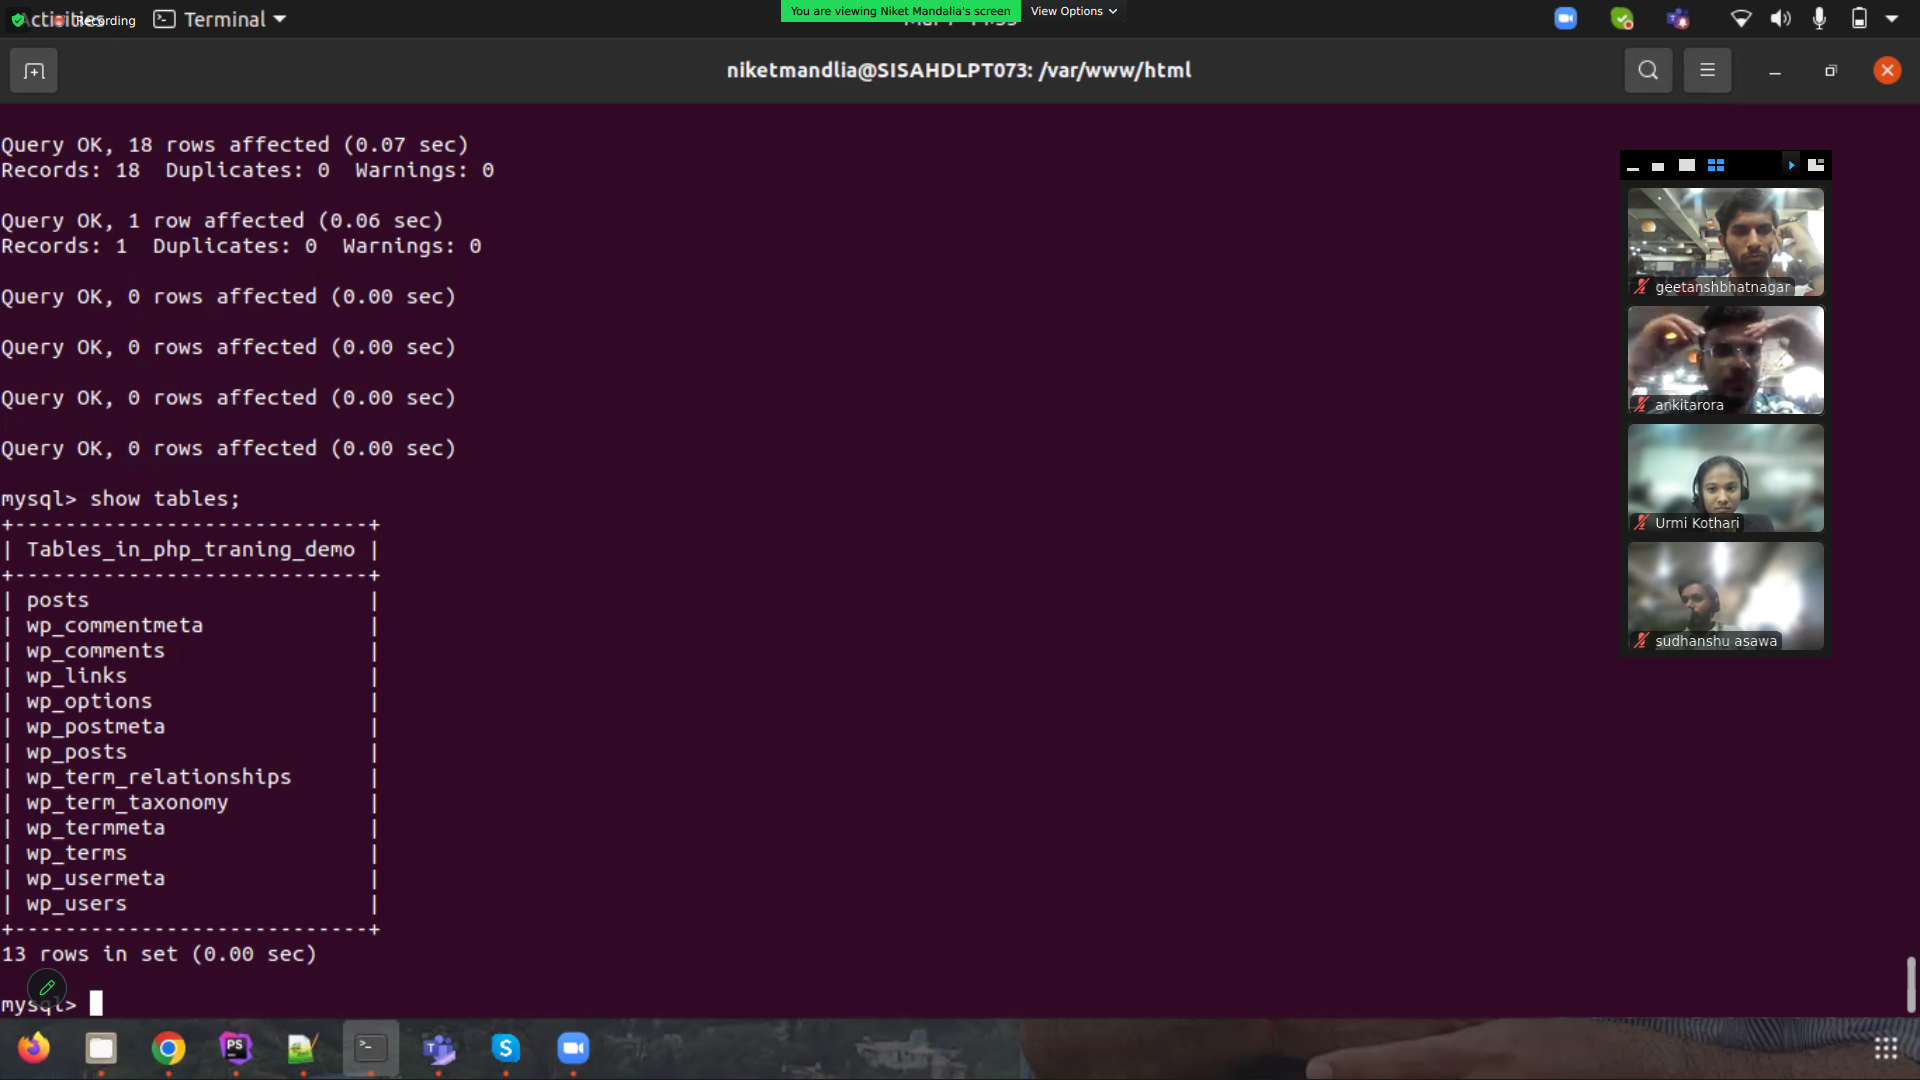 Activities
Recording
Terminal
You are viewing Niket Mandalia's screen
View Options
niketmandlia@SISAHDLPT073: /var/www/html
Query OK, 18 rows affected (0.07 sec)
Records: 18  Duplicates: 0  Warnings: 0
Query OK, 1 row affected (0.06 sec)
Records: 1  Duplicates: 0  Warnings: 0
Query OK, 0 rows affected (0.00 sec)
Query OK, 0 rows affected (0.00 sec)
Query OK, 0 rows affected (0.00 sec)
Query OK, 0 rows affected (0.00 sec)
mysql> show tables;
+---------------------------+
| Tables_in_php_traning_demo |
+---------------------------+
| posts |
| wp_commentmeta |
| wp_comments |
| wp_links |
| wp_options |
| wp_postmeta |
| wp_posts |
| wp_term_relationships |
| wp_term_taxonomy |
| wp_termmeta |
| wp_terms |
| wp_usermeta |
| wp_users |
+---------------------------+
13 rows in set (0.00 sec)
mysql>
geetanshbhatnagar
ankitarora
Urmi Kothari
sudhanshu asawa
PS
S